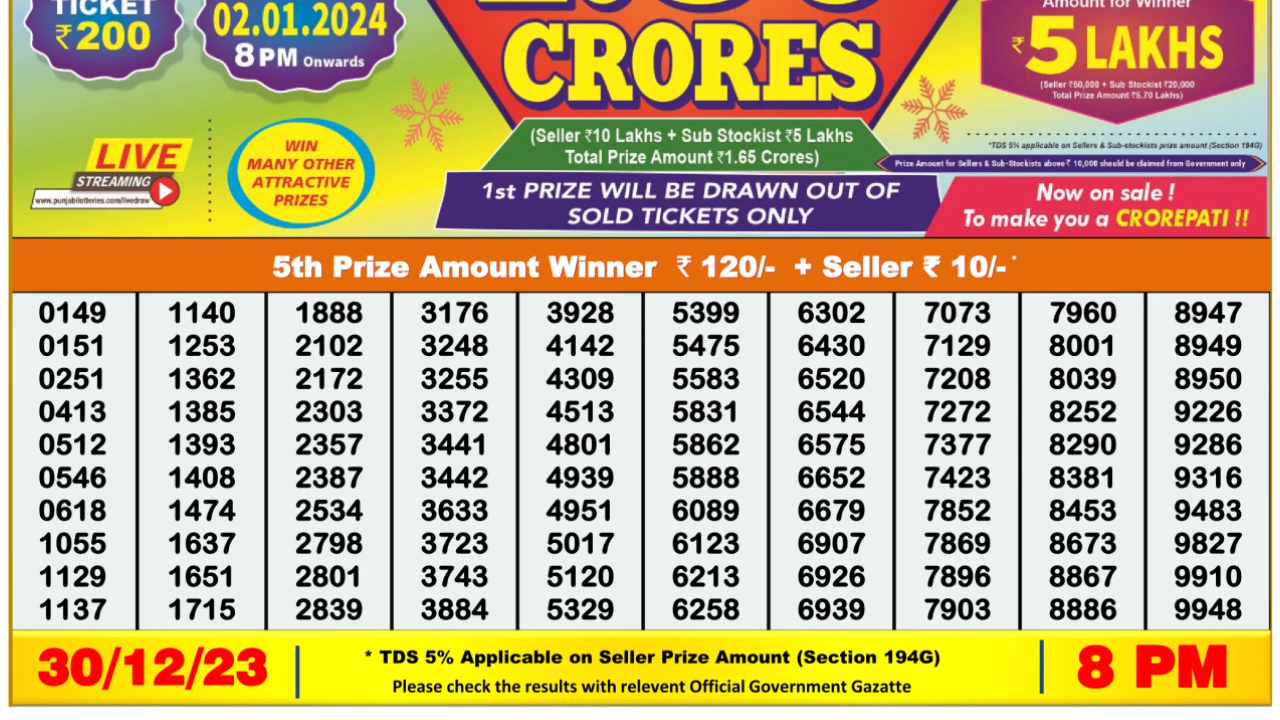 TICKET
₹200
02.01.2024
8 PM Onwards
CRORES
(Seller ₹10 Lakhs + Sub Stockist ₹5 Lakhs
Total Prize Amount ₹1.65 Crores)
Amount for Winner
₹5 LAKHS
(Seller ₹50,000 + Sub Stockist ₹20,000
Total Prize Amount ₹5.70 Lakhs)
*TDS 5% applicable on Sellers & Sub-stockists prize amount (Section 194G)
Prize Amount for Sellers & Sub-Stockists above ₹ 10,000 should be claimed from Government only
LIVE
STREAMING
www.punjablotteries.com/livedraw
WIN
MANY OTHER
ATTRACTIVE
PRIZES
1st PRIZE WILL BE DRAWN OUT OF
SOLD TICKETS ONLY
Now on sale !
To make you a CROREPATI !!
5th Prize Amount Winner ₹ 120/- + Seller ₹ 10/- *
0149 1140 1888 3176 3928 5399 6302 7073 7960 8947
0151 1253 2102 3248 4142 5475 6430 7129 8001 8949
0251 1362 2172 3255 4309 5583 6520 7208 8039 8950
0413 1385 2303 3372 4513 5831 6544 7272 8252 9226
0512 1393 2357 3441 4801 5862 6575 7377 8290 9286
0546 1408 2387 3442 4939 5888 6652 7423 8381 9316
0618 1474 2534 3633 4951 6089 6679 7852 8453 9483
1055 1637 2798 3723 5017 6123 6907 7869 8673 9827
1129 1651 2801 3743 5120 6213 6926 7896 8867 9910
1137 1715 2839 3884 5329 6258 6939 7903 8886 9948
30/12/23
* TDS 5% Applicable on Seller Prize Amount (Section 194G)
Please check the results with relevent Official Government Gazatte
8 PM